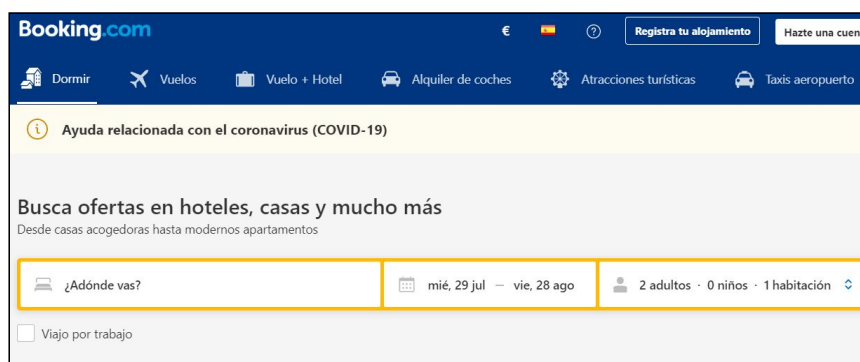 Booking.com
€
Registra tu alojamiento
Hazte una cuen
Dormir
Vuelos
Vuelo + Hotel
Alquiler de coches
Atracciones turísticas
Taxis aeropuerto
Ayuda relacionada con el coronavirus (COVID-19)
Busca ofertas en hoteles, casas y mucho más
Desde casas acogedoras hasta modernos apartamentos
¿Adónde vas?
mié, 29 jul — vie, 28 ago
2 adultos · 0 niños · 1 habitación
Viajo por trabajo